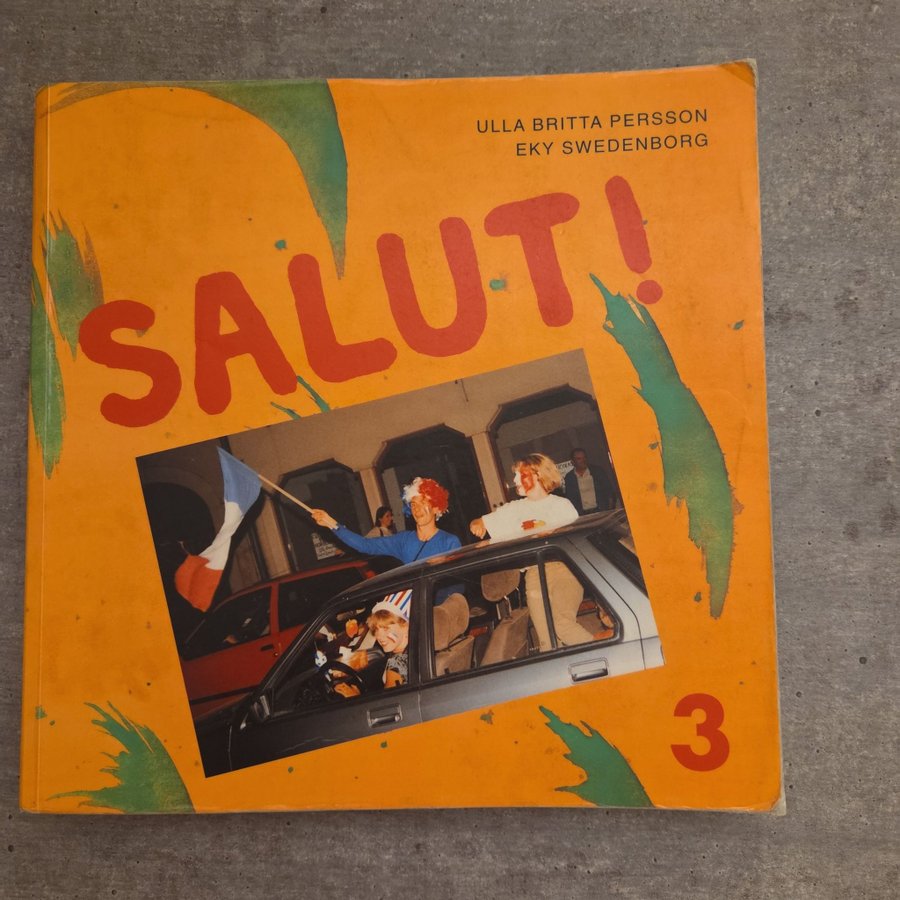 ULLA BRITTA PERSSON
EKY SWEDENBORG
SALUT!
3